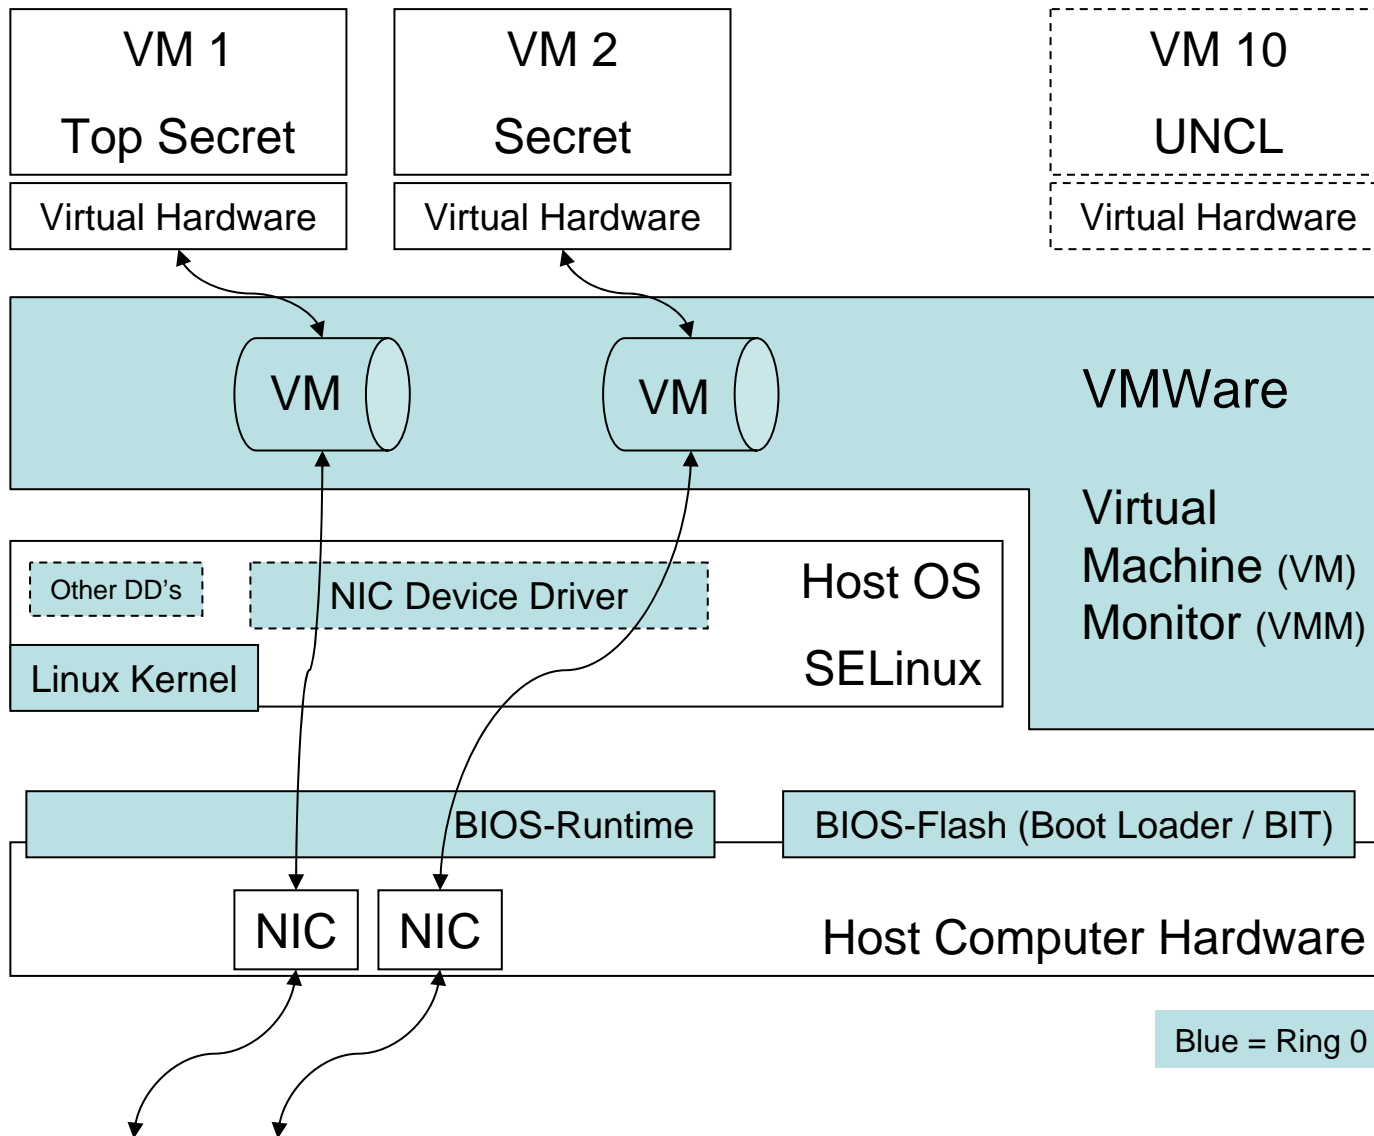 VM 1
Top Secret
VM 2
Secret
VM 10
UNCL
Virtual Hardware
Virtual Hardware
Virtual Hardware
VM
VM
VMWare
Virtual
Machine (VM)
Monitor (VMM)
Other DD's
NIC Device Driver
Host OS
SELinux
Linux Kernel
BIOS-Runtime
BIOS-Flash (Boot Loader / BIT)
NIC
NIC
Host Computer Hardware
Blue = Ring 0